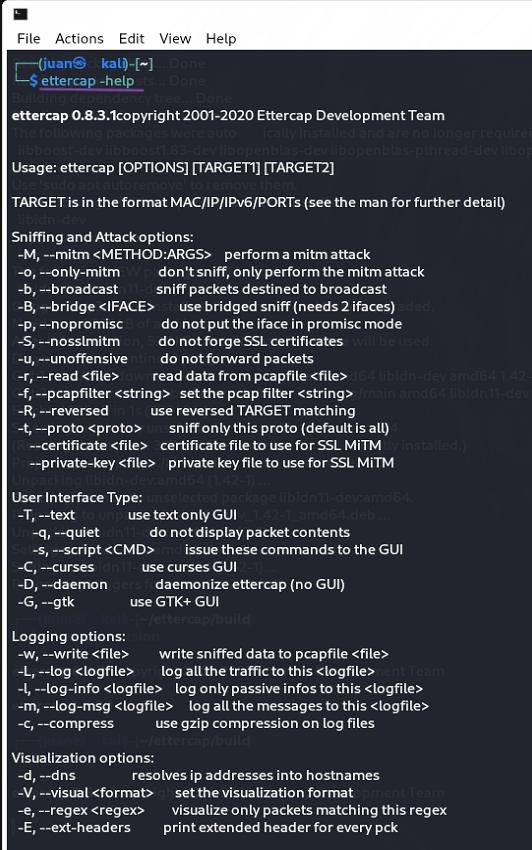 File Actions Edit View Help
┌──(juan㉿ kali)-[~]
└─$ ettercap -help
ettercap 0.8.3.1copyright 2001-2020 Ettercap Development Team
Usage: ettercap [OPTIONS] [TARGET1] [TARGET2]
TARGET is in the format MAC/IP/IPv6/PORTs (see the man for further detail)
Sniffing and Attack options:
-M, --mitm <METHOD:ARGS> perform a mitm attack
-o, --only-mitm don't sniff, only perform the mitm attack
-b, --broadcast sniff packets destined to broadcast
-B, --bridge <IFACE> use bridged sniff (needs 2 ifaces)
-p, --nopromisc do not put the iface in promisc mode
-S, --nosslmitm do not forge SSL certificates
-u, --unoffensive do not forward packets
-r, --read <file> read data from pcapfile <file>
-f, --pcapfilter <string> set the pcap filter <string>
-R, --reversed use reversed TARGET matching
-t, --proto <proto> sniff only this proto (default is all)
--certificate <file> certificate file to use for SSL MiTM
--private-key <file> private key file to use for SSL MiTM
User Interface Type:
-T, --text use text only GUI
-q, --quiet do not display packet contents
-s, --script <CMD> issue these commands to the GUI
-C, --curses use curses GUI
-D, --daemon daemonize ettercap (no GUI)
-G, --gtk use GTK+ GUI
Logging options:
-w, --write <file> write sniffed data to pcapfile <file>
-L, --log <logfile> log all the traffic to this <logfile>
-l, --log-info <logfile> log only passive infos to this <logfile>
-m, --log-msg <logfile> log all the messages to this <logfile>
-c, --compress use gzip compression on log files
Visualization options:
-d, --dns resolves ip addresses into hostnames
-V, --visual <format> set the visualization format
-e, --regex <regex> visualize only packets matching this regex
-E, --ext-headers print extended header for every pck